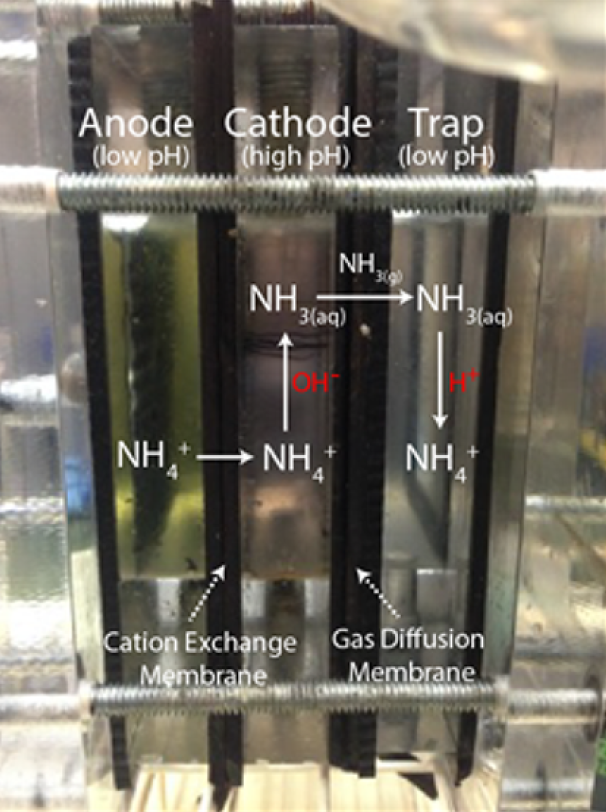 Anode Cathode Trap
(low pH) (high pH) (low pH)
NH3(g)
NH3(aq) NH3(aq)
OH⁻ H⁺
NH4⁺ NH4⁺ NH4⁺
Cation Exchange
Membrane
Gas Diffusion
Membrane